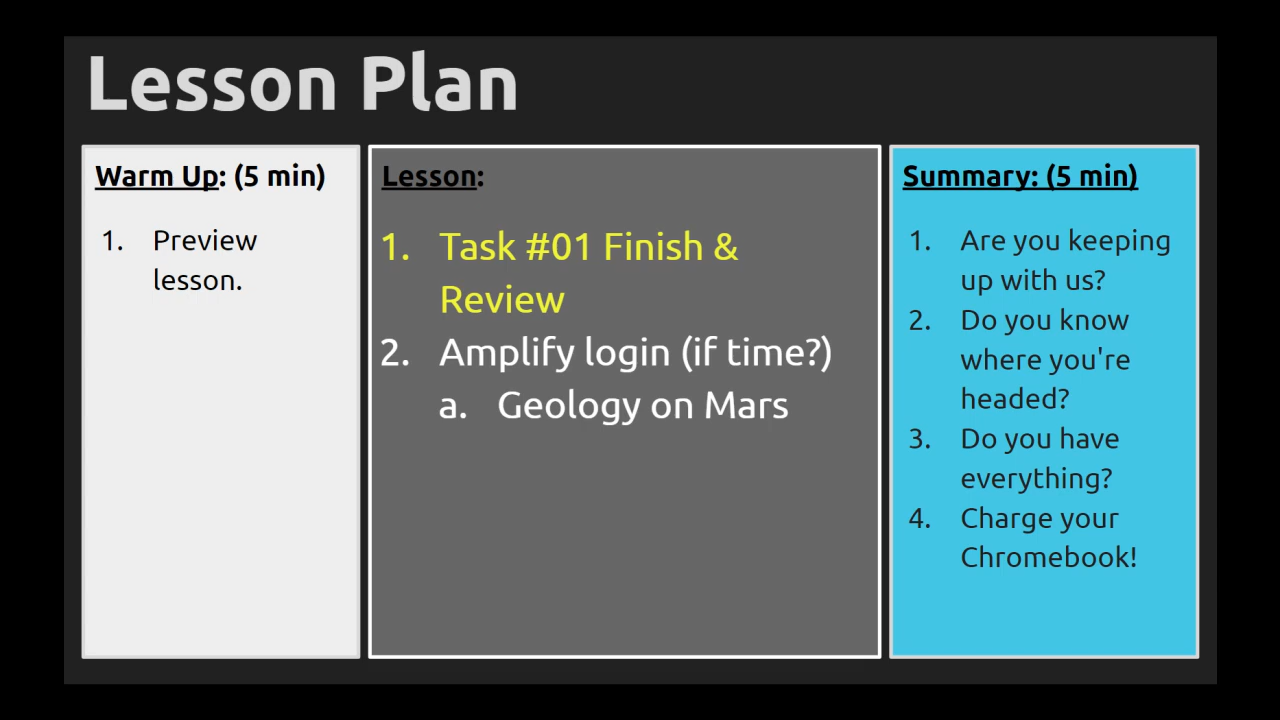 Lesson Plan
Warm Up: (5 min)
1. Preview
lesson.
Lesson:
1. Task #01 Finish &
Review
2. Amplify login (if time?)
a. Geology on Mars
Summary: (5 min)
1. Are you keeping
up with us?
2. Do you know
where you're
headed?
3. Do you have
everything?
4. Charge your
Chromebook!